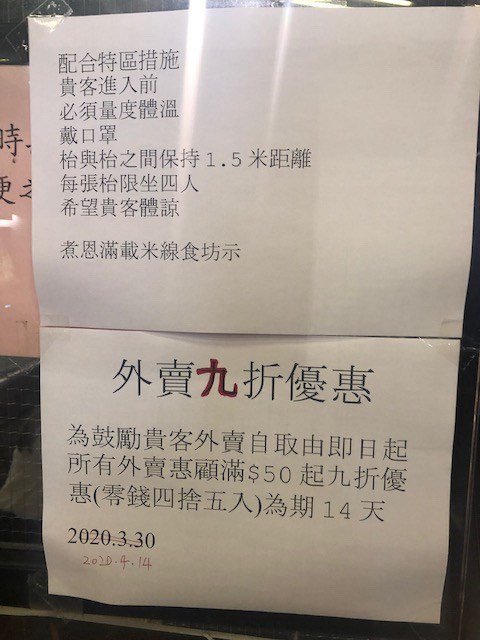 配合特區措施
貴客進入前
必須量度體溫
戴口罩
枱與枱之間保持1.5米距離
每張枱限坐四人
希望貴客體諒
煮恩滿載米線食坊示
時
更之
外賣九折優惠
為鼓勵貴客外賣自取由即日起
所有外賣惠顧滿$50起九折優
惠(零錢四捨五入)為期14天
2020.3.30
2020.4.14